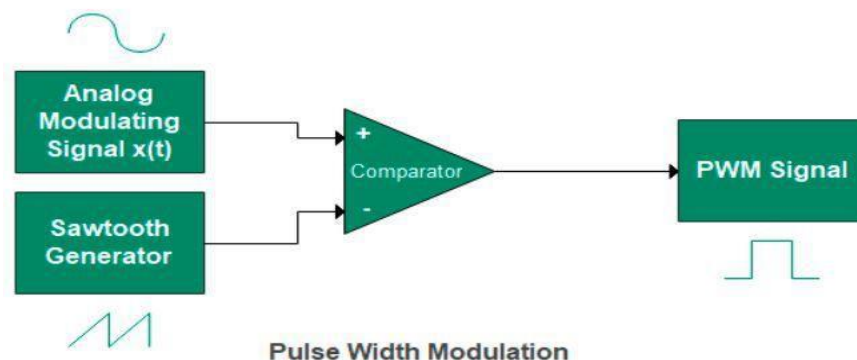 Analog
Modulating
Signal x(t)
+
Comparator
-
PWM Signal
Sawtooth
Generator
Pulse Width Modulation